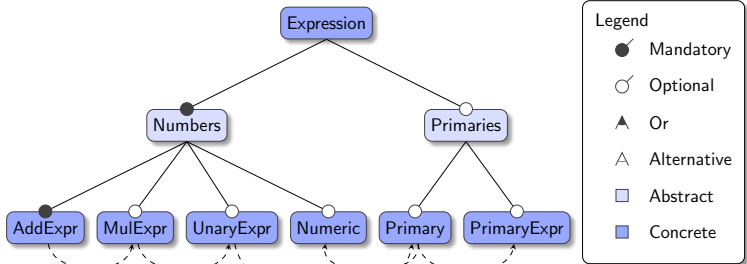 Expression
Legend
Mandatory
Optional
Numbers
Primaries
Or
Alternative
Abstract
AddExpr MulExpr UnaryExpr Numeric Primary PrimaryExpr
Concrete